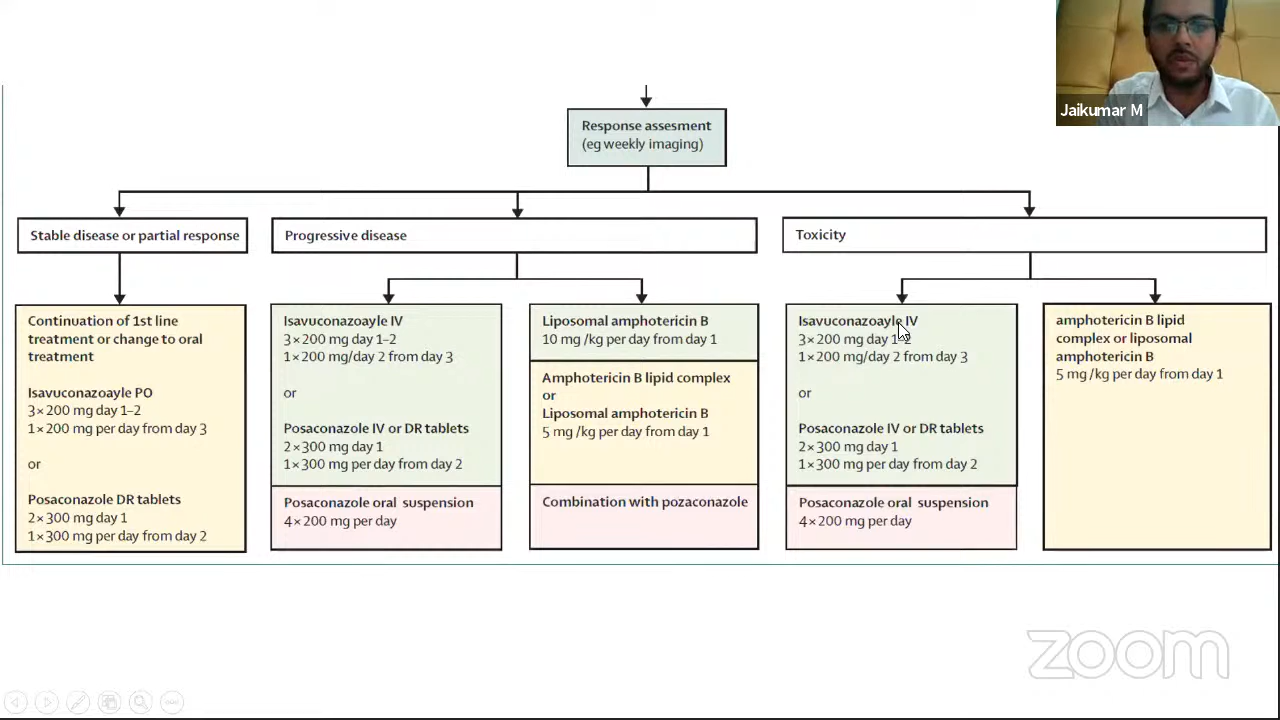 Jaikumar M
Response assesment
(eg weekly imaging)
Stable disease or partial response
Progressive disease
Toxicity
Continuation of 1st line
treatment or change to oral
treatment
Isavuconazoayle PO
3×200 mg day 1–2
1×200 mg per day from day 3
or
Posaconazole DR tablets
2×300 mg day 1
1×300 mg per day from day 2
Isavuconazoayle IV
3×200 mg day 1–2
1×200 mg/day 2 from day 3
or
Posaconazole IV or DR tablets
2×300 mg day 1
1×300 mg per day from day 2
Posaconazole oral suspension
4×200 mg per day
Liposomal amphotericin B
10 mg /kg per day from day 1
Amphotericin B lipid complex
or
Liposomal amphotericin B
5 mg /kg per day from day 1
Combination with pozaconazole
Isavuconazoayle IV
3×200 mg day 1–2
1×200 mg/day 2 from day 3
or
Posaconazole IV or DR tablets
2×300 mg day 1
1×300 mg per day from day 2
Posaconazole oral suspension
4×200 mg per day
amphotericin B lipid
complex or liposomal
amphotericin B
5 mg /kg per day from day 1
zoom